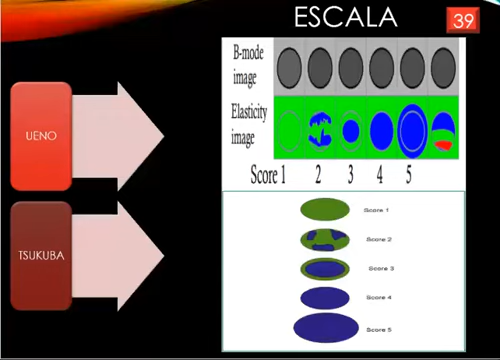 ESCALA
39
B-mode
image
Elasticity
image
Score 1 2 3 4 5
UENO
TSUKUBA
Score 1
Score 2
Score 3
Score 4
Score 5